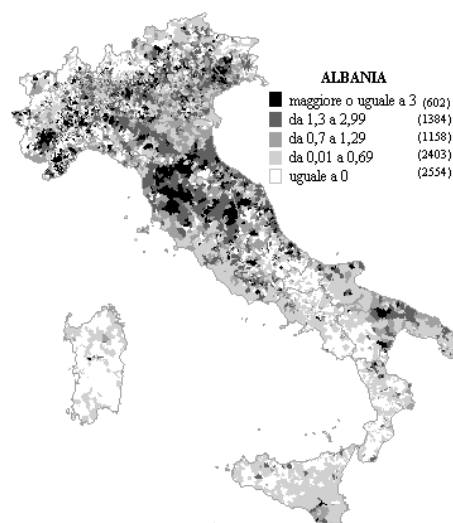 ALBANIA
maggiore o uguale a 3 (602)
da 1,3 a 2,99 (1384)
da 0,7 a 1,29 (1158)
da 0,01 a 0,69 (2403)
uguale a 0 (2554)